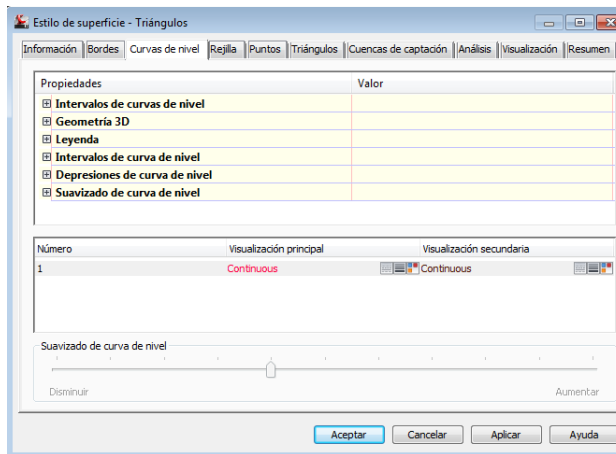 Estilo de superficie - Triángulos
Información Bordes Curvas de nivel Rejilla Puntos Triángulos Cuencas de captación Análisis Visualización Resumen
Propiedades Valor
Intervalos de curvas de nivel
Geometría 3D
Leyenda
Intervalos de curva de nivel
Depresiones de curva de nivel
Suavizado de curva de nivel
Número Visualización principal Visualización secundaria
1 Continuous Continuous
Suavizado de curva de nivel
Disminuir Aumentar
Aceptar Cancelar Aplicar Ayuda